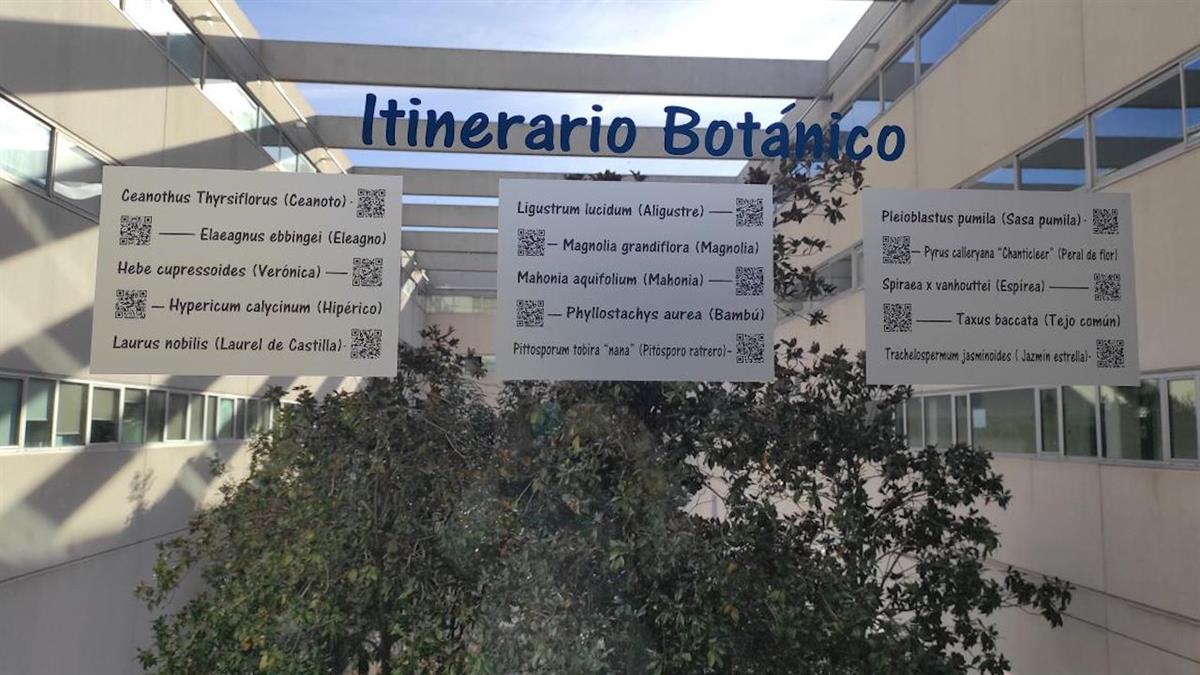 Itinerario Botánico
Ceanothus Thyrsiflorus (Ceanoto)
Elaeagnus ebbingei (Eleagno)
Hebe cupressoides (Verónica)
Hypericum calycinum (Hipérico)
Laurus nobilis (Laurel de Castilla)
Ligustrum lucidum (Aligustre)
Magnolia grandiflora (Magnolia)
Mahonia aquifolium (Mahonia)
Phyllostachys aurea (Bambú)
Pittosporum tobira "nana" (Pitósporo ratrero)
Pleioblastus pumila (Sasa pumila)
Pyrus calleryana "Chanticleer" (Peral de flor)
Spiraea x vanhouttei (Espírea)
Taxus baccata (Tejo común)
Trachelospermum jasminoides ( Jazmín estrella)